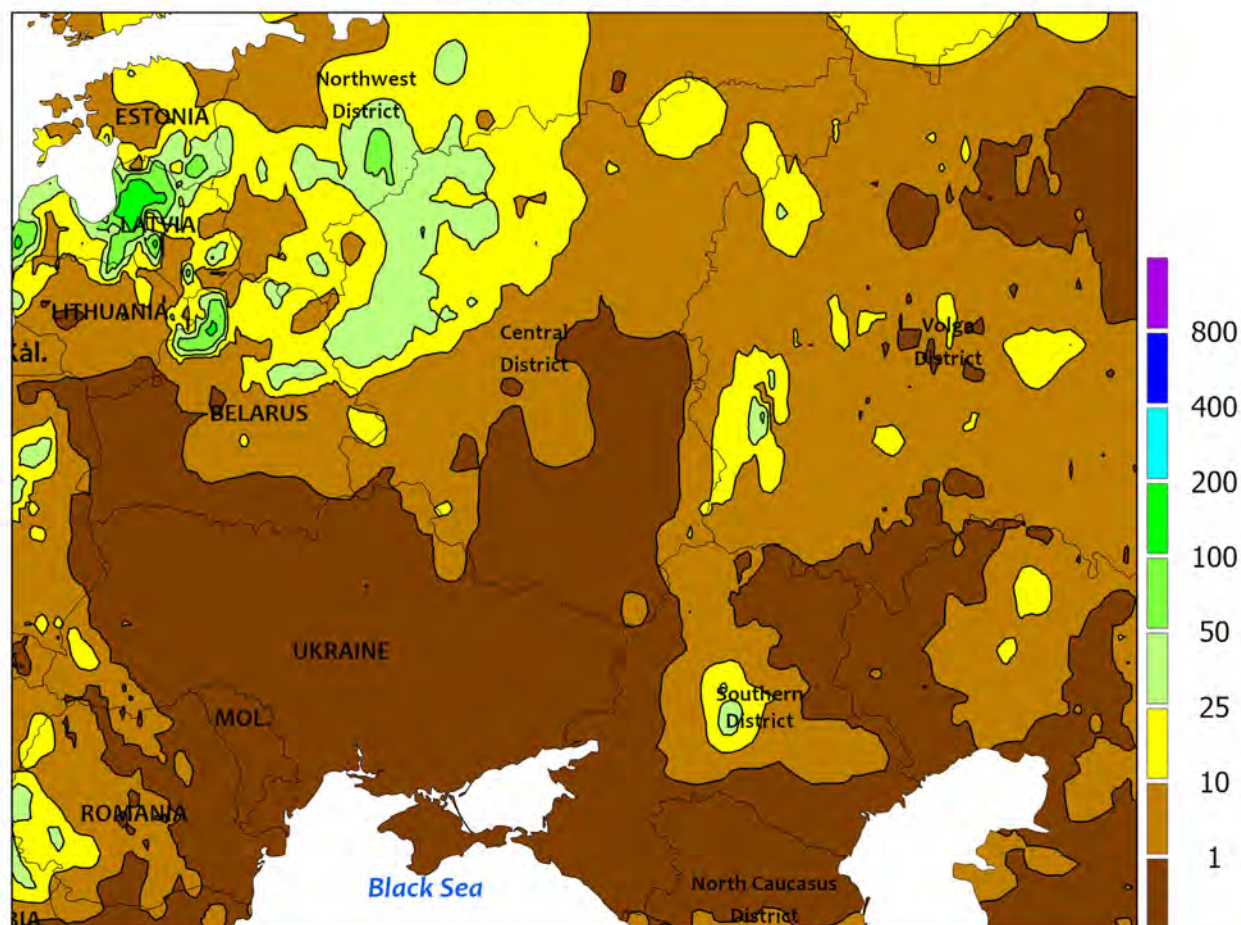 Northwest
District
ESTONIA
LATVIA
LITHUANIA
Kal.
Central
District
Volga
District
BELARUS
UKRAINE
Southern
District
MOL.
ROMANIA
Black Sea
North Caucasus
District
BIA
800
400
200
100
50
25
10
1